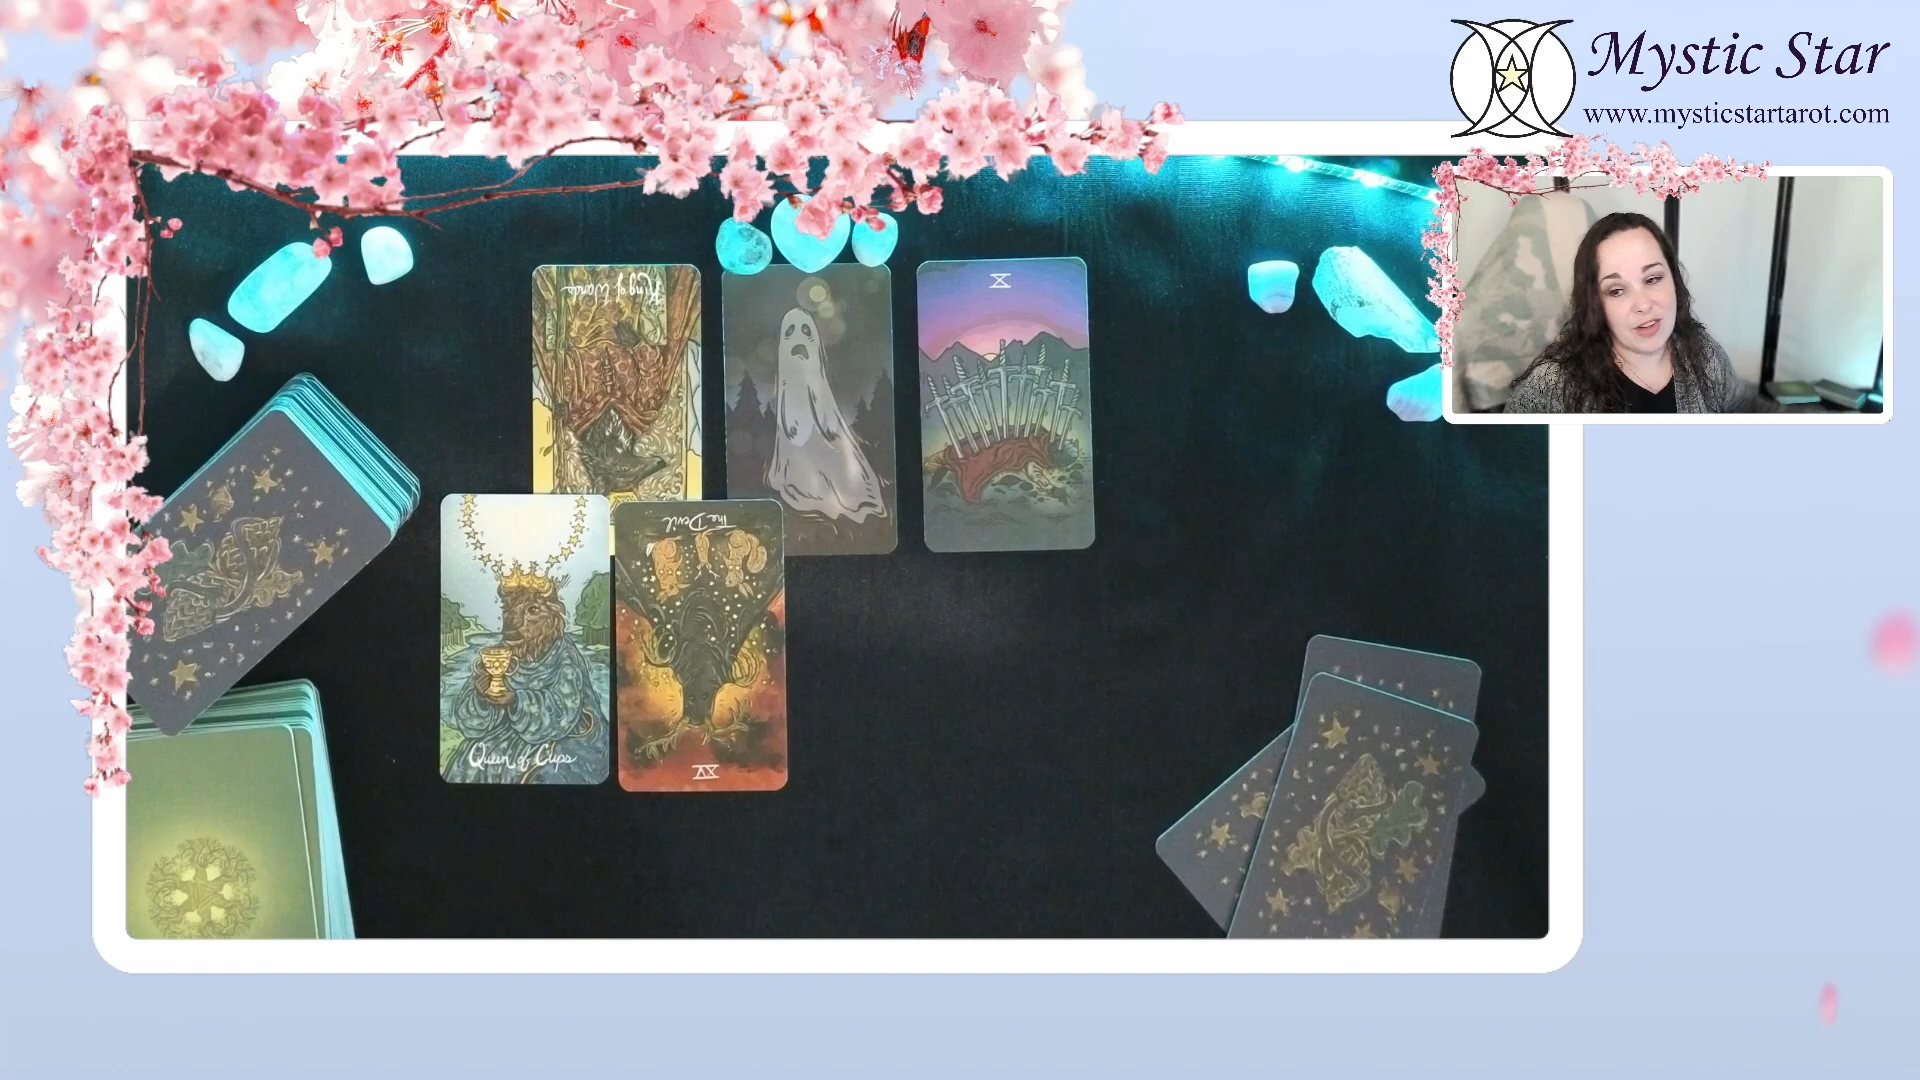 Mystic Star
www.mysticstartarot.com
King of Wands
X
The Devil
XV
Queen of Cups